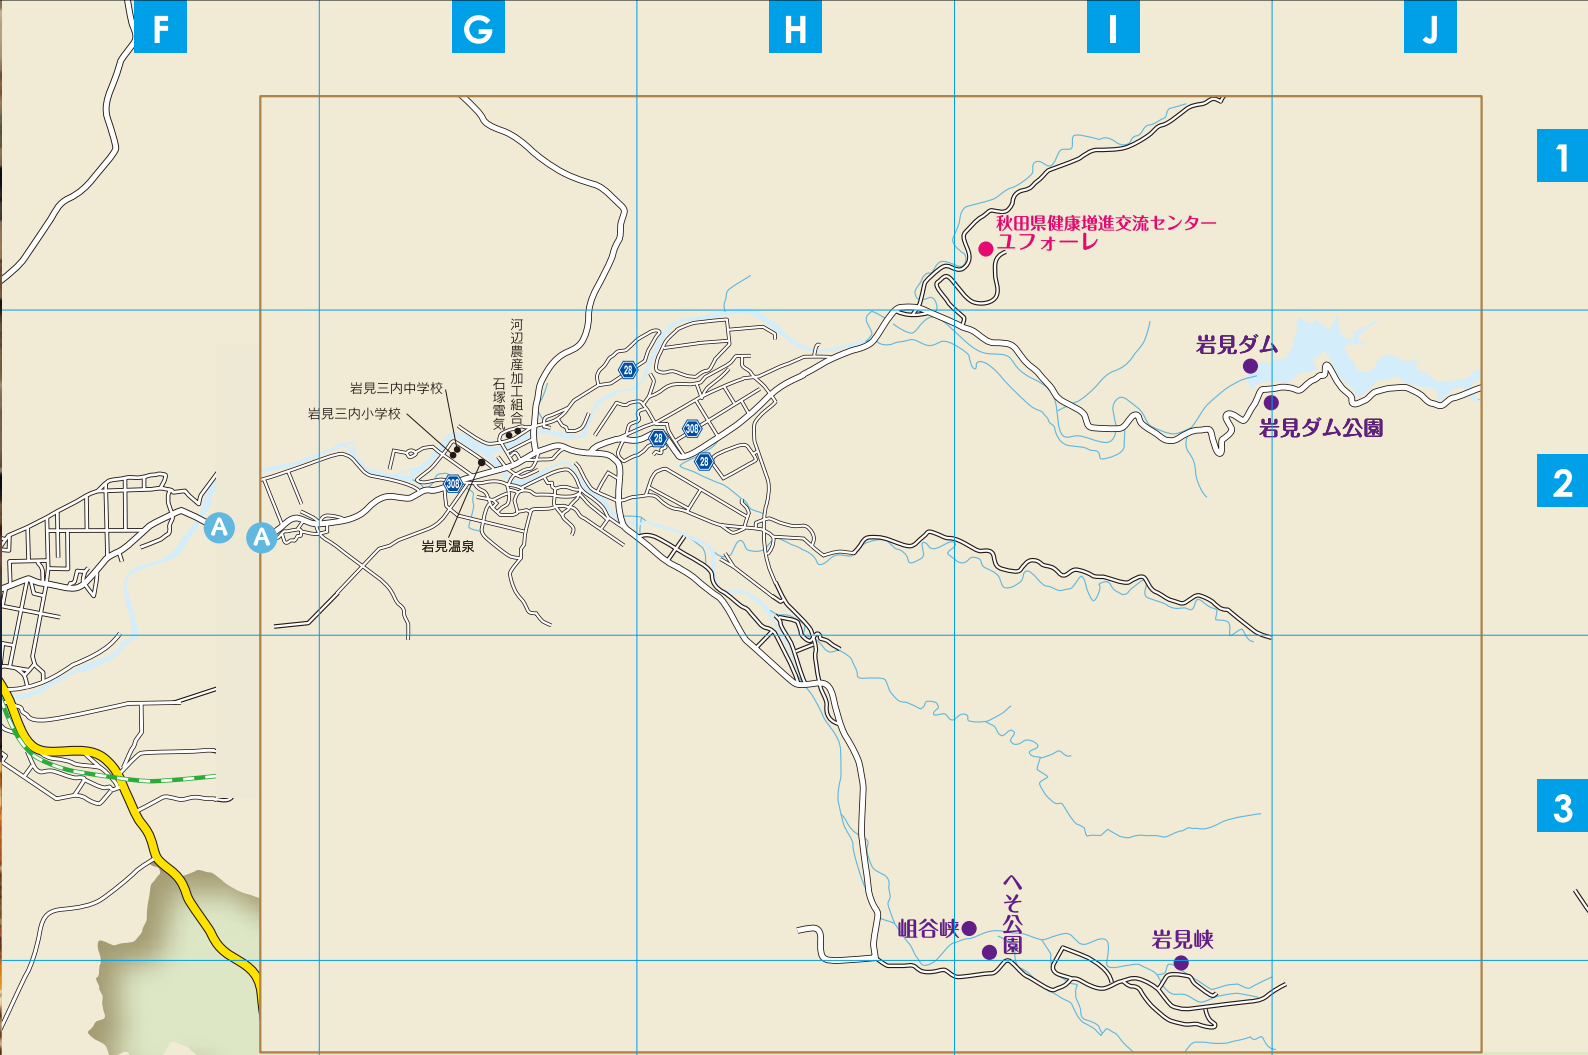 F
G
H
I
J
1
2
3
秋田県健康増進交流センター
ユフォーレ
岩見ダム
岩見ダム公園
河辺農産加工組合
石塚電気
岩見三内中学校
岩見三内小学校
28
28
308
28
308
岩見温泉
A
A
へそ公園
岨谷峡
岩見峡